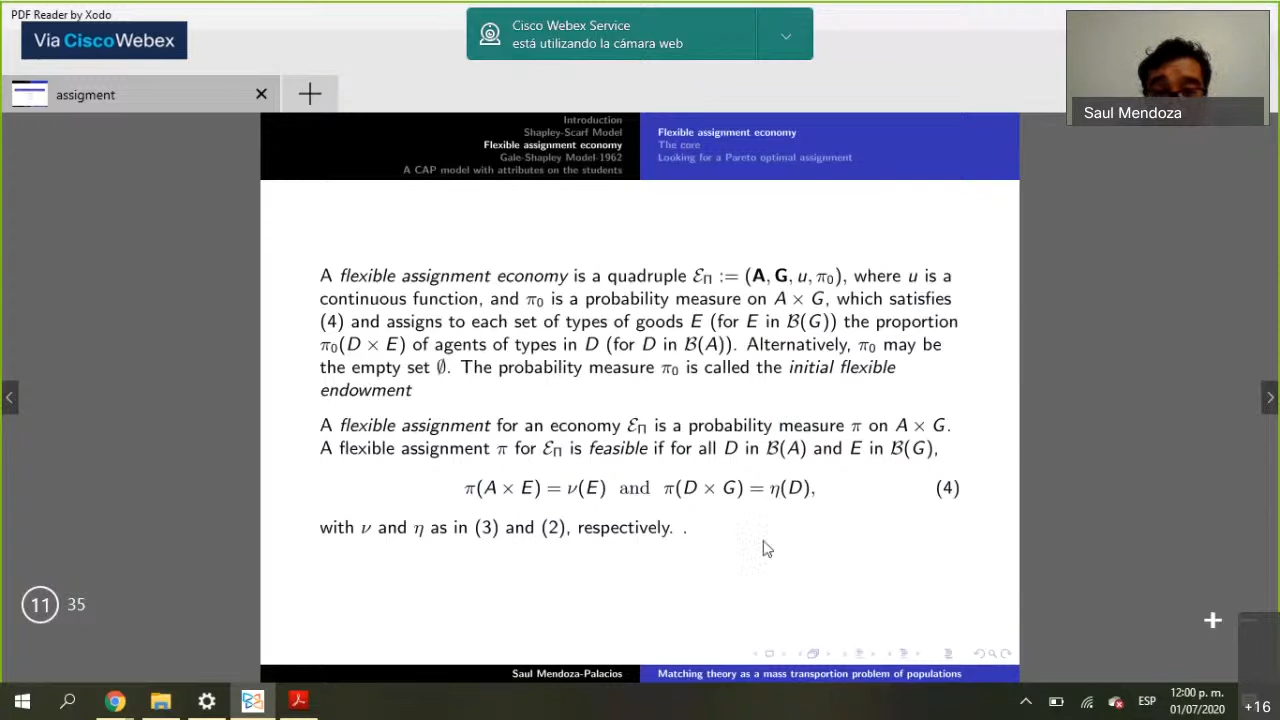 PDF Reader by Xodo
Via Cisco Webex
Cisco Webex Service
está utilizando la cámara web
Saul Mendoza
assigment
Introduction
Shapley-Scarf Model
Flexible assignment economy
Gale-Shapley Model-1962
A CAP model with attributes on the students
Flexible assignment economy
The core
Looking for a Pareto optimal assignment
A flexible assignment economy is a quadruple ℰ_Π := (A, G, u, π₀), where u is a
continuous function, and π₀ is a probability measure on A × G, which satisfies
(4) and assigns to each set of types of goods E (for E in ℬ(G)) the proportion
π₀(D × E) of agents of types in D (for D in ℬ(A)). Alternatively, π₀ may be
the empty set ∅. The probability measure π₀ is called the initial flexible
endowment
A flexible assignment for an economy ℰ_Π is a probability measure π on A × G.
A flexible assignment π for ℰ_Π is feasible if for all D in ℬ(A) and E in ℬ(G),
π(A × E) = ν(E) and π(D × G) = η(D), (4)
with ν and η as in (3) and (2), respectively. .
11 35
Saul Mendoza-Palacios
Matching theory as a mass transportion problem of populations
ESP
12:00 p. m.
01/07/2020
+16